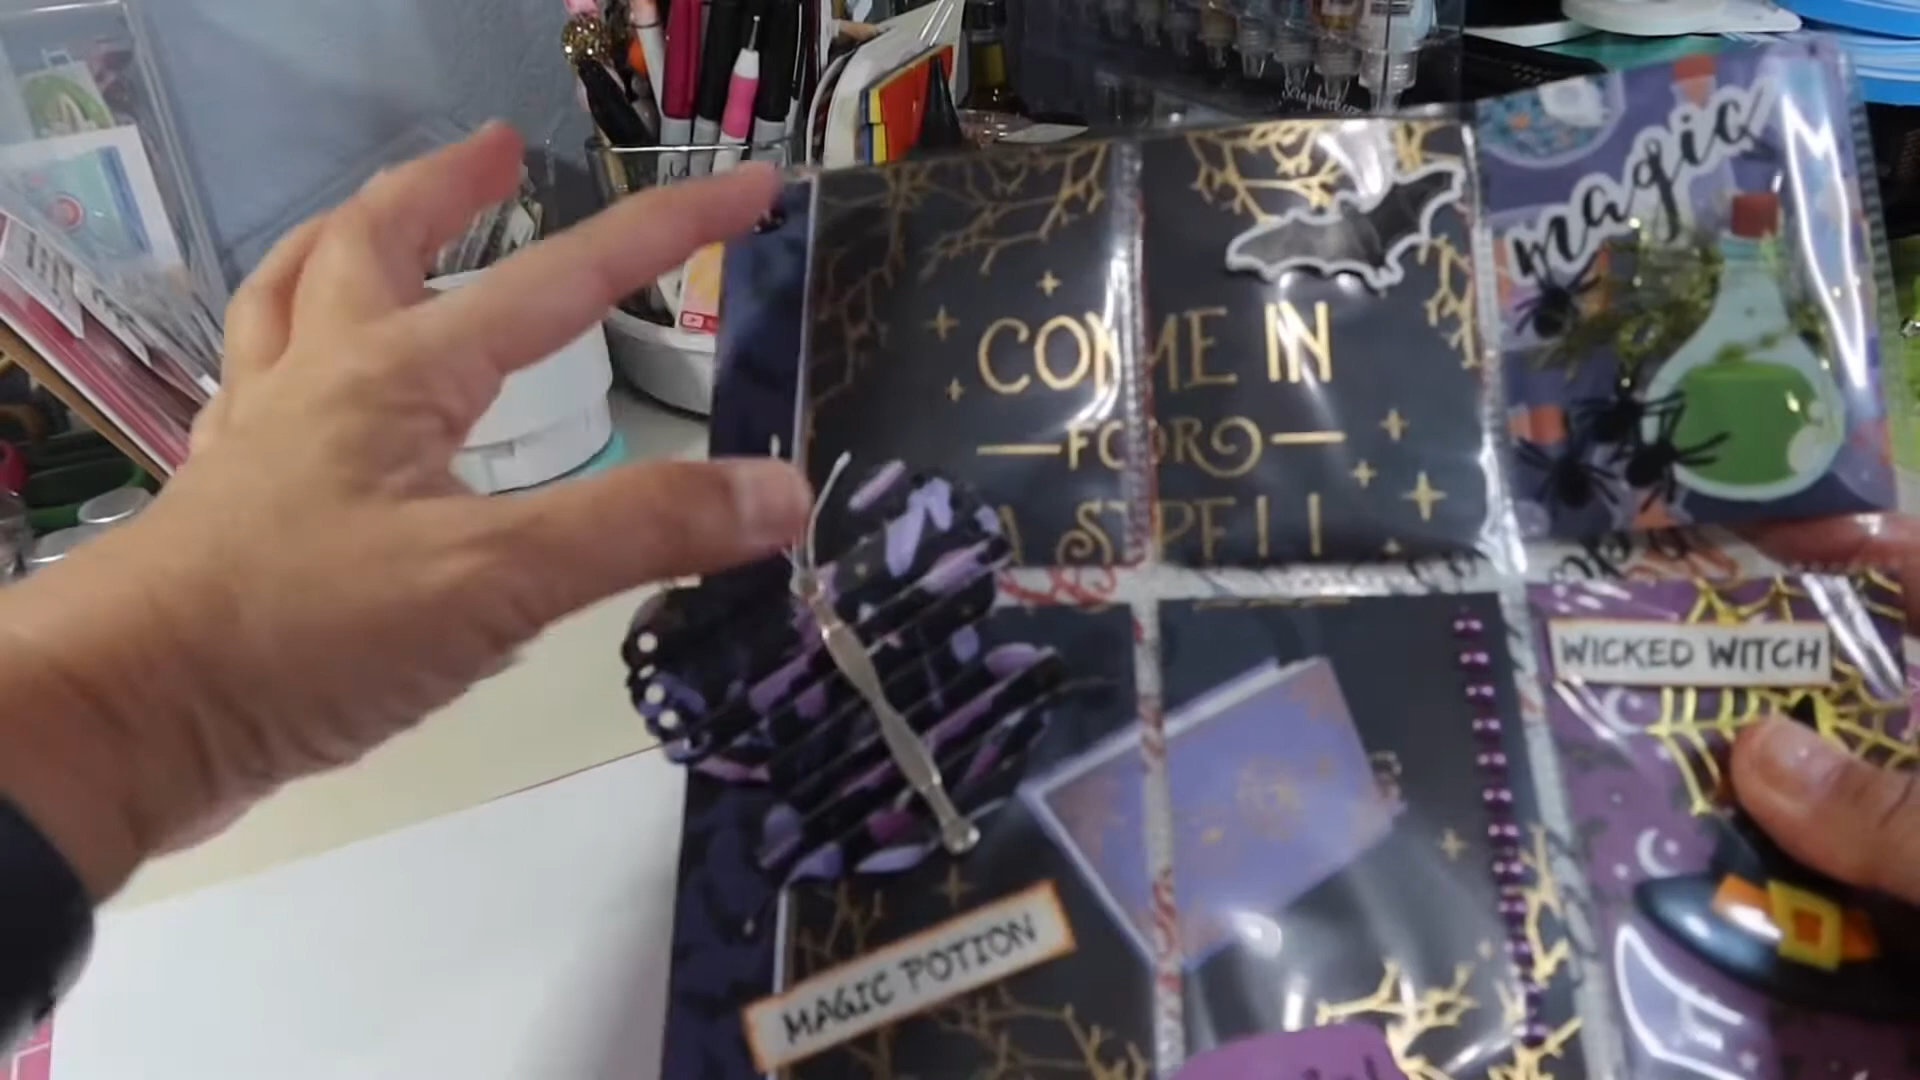 magic
COME IN
FOR
A SPELL
WICKED WITCH
MAGIC POTION